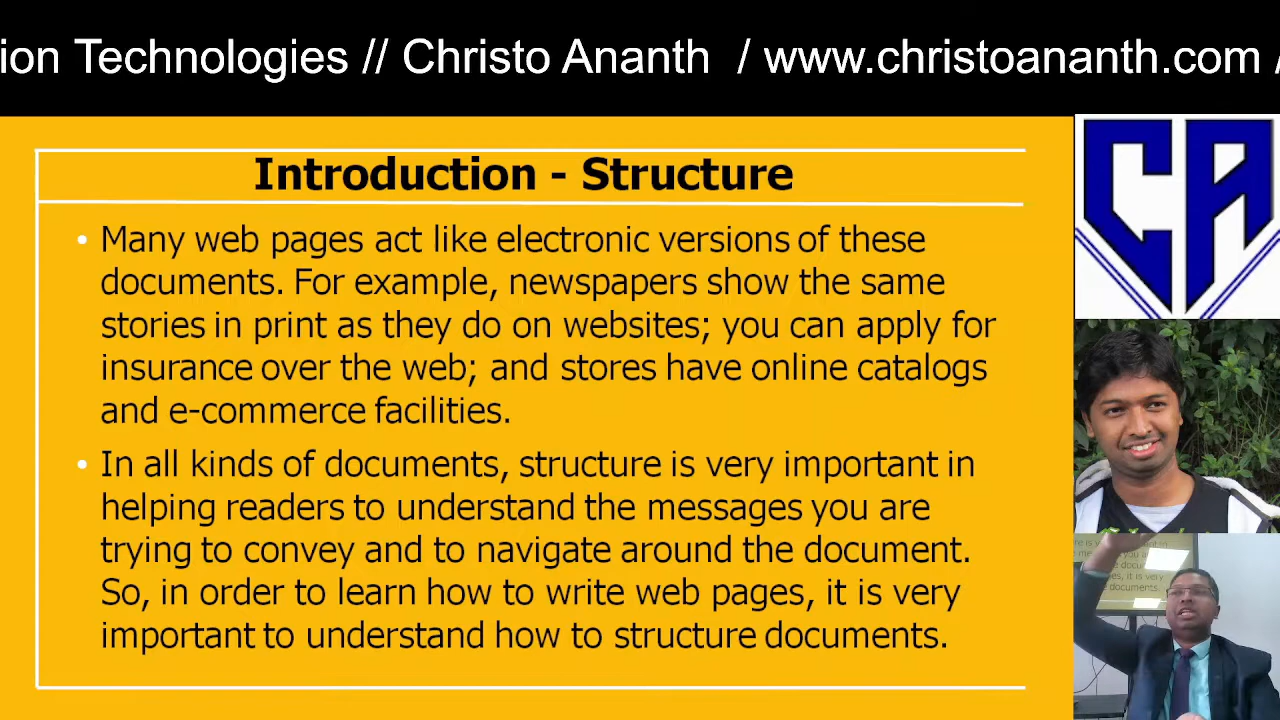 ion Technologies // Christo Ananth / www.christoananth.com /
CA
Introduction - Structure
• Many web pages act like electronic versions of these
documents. For example, newspapers show the same
stories in print as they do on websites; you can apply for
insurance over the web; and stores have online catalogs
and e-commerce facilities.
• In all kinds of documents, structure is very important in
helping readers to understand the messages you are
trying to convey and to navigate around the document.
So, in order to learn how to write web pages, it is very
important to understand how to structure documents.